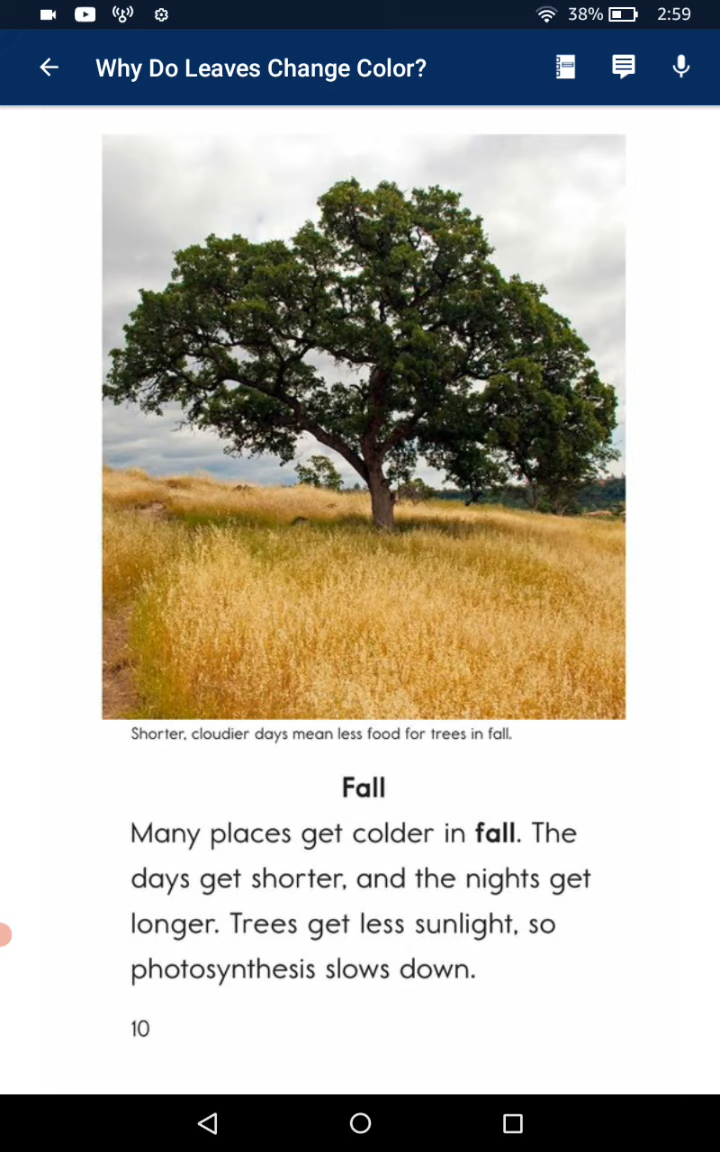 38% 2:59
Why Do Leaves Change Color?
Shorter, cloudier days mean less food for trees in fall.
Fall
Many places get colder in fall. The
days get shorter, and the nights get
longer. Trees get less sunlight, so
photosynthesis slows down.
10